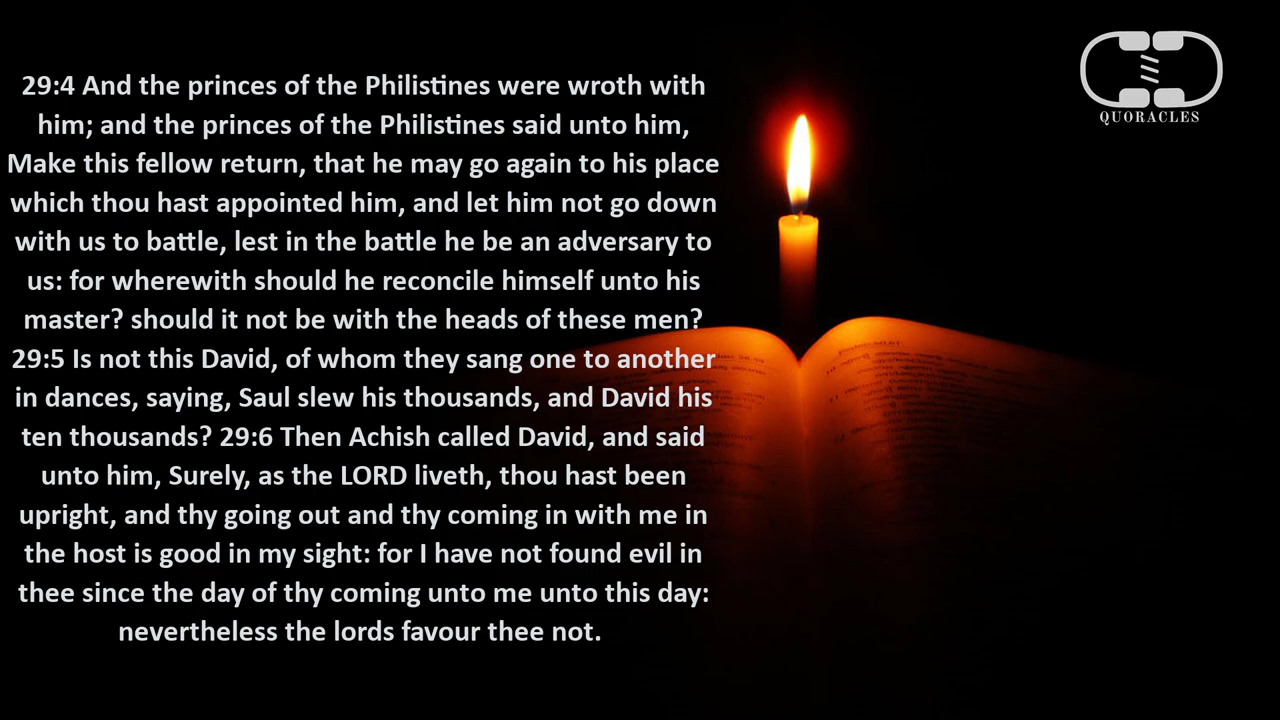 29:4 And the princes of the Philistines were wroth with
him; and the princes of the Philistines said unto him,
Make this fellow return, that he may go again to his place
which thou hast appointed him, and let him not go down
with us to battle, lest in the battle he be an adversary to
us: for wherewith should he reconcile himself unto his
master? should it not be with the heads of these men?
29:5 Is not this David, of whom they sang one to another
in dances, saying, Saul slew his thousands, and David his
ten thousands? 29:6 Then Achish called David, and said
unto him, Surely, as the LORD liveth, thou hast been
upright, and thy going out and thy coming in with me in
the host is good in my sight: for I have not found evil in
thee since the day of thy coming unto me unto this day:
nevertheless the lords favour thee not.
QUORACLES